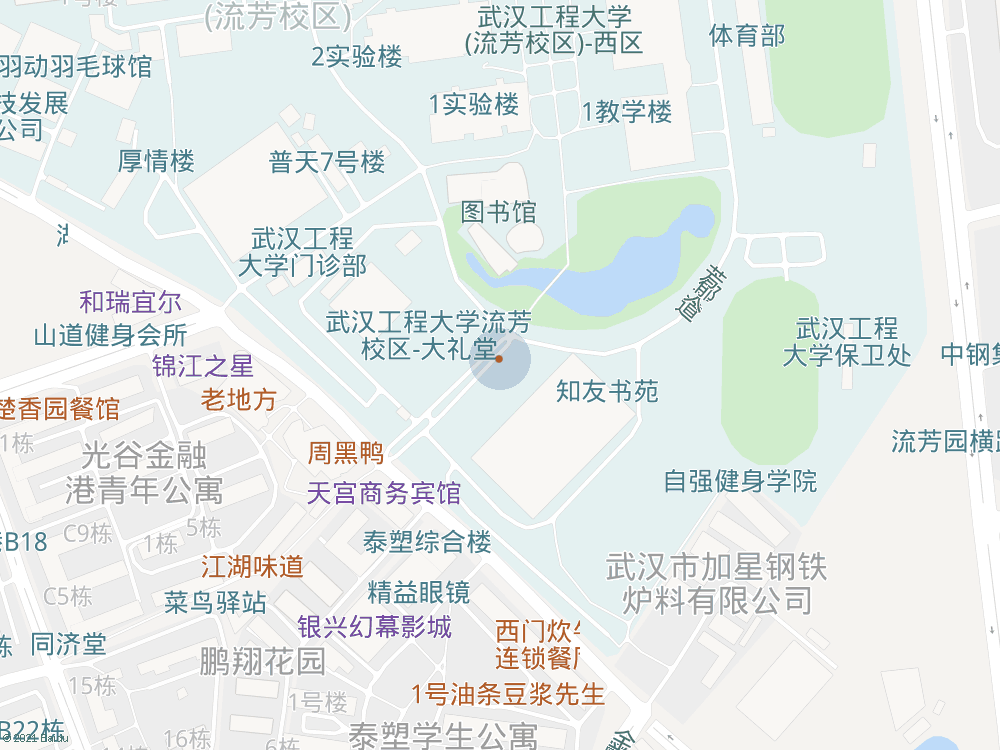 (流芳校区)
武汉工程大学
(流芳校区)-西区
体育部
2实验楼
羽动羽毛球馆
技发展
公司
1实验楼
1教学楼
厚情楼
普天7号楼
图书馆
武汉工程
大学门诊部
芳邮道
和瑞宜尔
山道健身会所
武汉工程大学流芳
校区-大礼堂
武汉工程
大学保卫处
中钢集
锦江之星
老地方
知友书苑
楚香园餐馆
1栋
光谷金融
港青年公寓
周黑鸭
流芳园横路
天宫商务宾馆
自强健身学院
C9栋
5栋
1栋
B18
泰塑综合楼
江湖味道
武汉市加星钢铁
炉料有限公司
C5栋
菜鸟驿站
精益眼镜
银兴幻幕影城
西门炊
连锁餐厅
栋
同济堂
鹏翔花园
15栋
1号楼
1号油条豆浆先生
B22栋
16栋
6栋
泰塑学生公寓
© 2021 Baidu